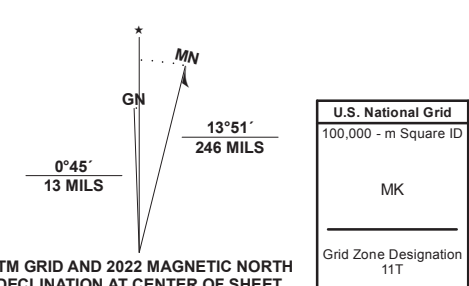 ★
MN
GN
13°51´
246 MILS
0°45´
13 MILS
TM GRID AND 2022 MAGNETIC NORTH
DECLINATION AT CENTER OF SHEET
U.S. National Grid
100,000 - m Square ID
MK
Grid Zone Designation
11T